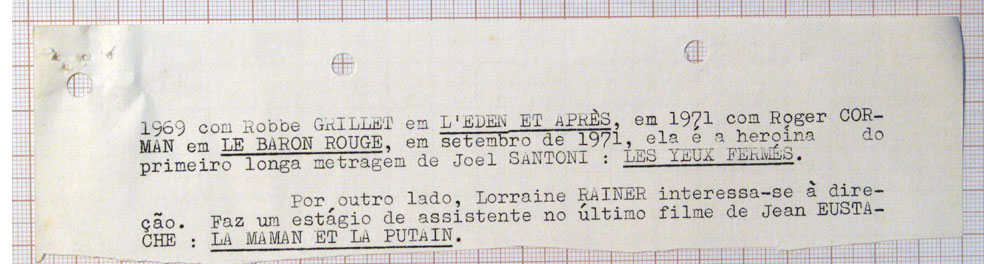 1969 com Robbe GRILLET em L'EDEN ET APRÈS, em 1971 com Roger COR-
MAN em LE BARON ROUGE, em setembro de 1971, ela é a heroína do
primeiro longa metragem de Joel SANTONI : LES YEUX FERMÉS.
Por outro lado, Lorraine RAINER interessa-se à dire-
ção. Faz um estágio de assistente no último filme de Jean EUSTA-
CHE : LA MAMAN ET LA PUTAIN.